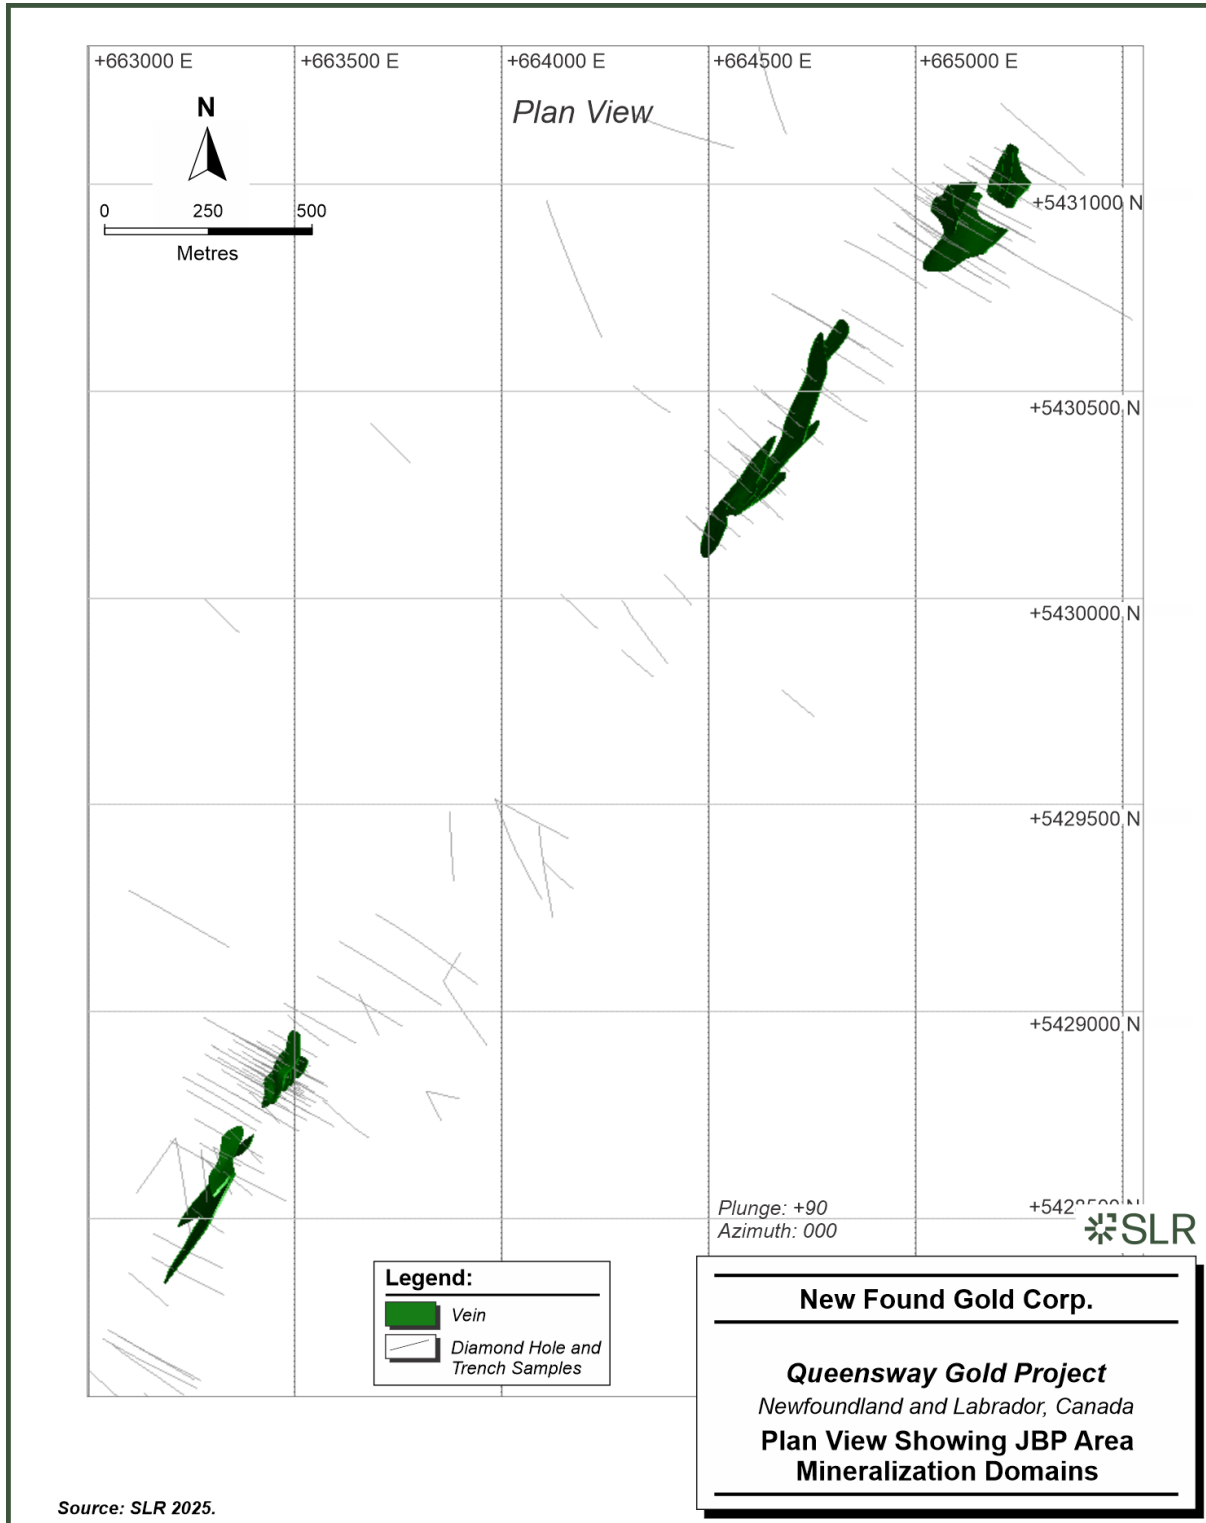 +663000 E
+663500 E
+664000 E
+664500 E
+665000 E
Plan View
N
0 250 500
Metres
+5431000 N
+5430500 N
+5430000 N
+5429500 N
+5429000 N
Plunge: +90
Azimuth: 000
SLR
Legend:
Vein
Diamond Hole and
Trench Samples
New Found Gold Corp.
Queensway Gold Project
Newfoundland and Labrador, Canada
Plan View Showing JBP Area
Mineralization Domains
Source: SLR 2025.